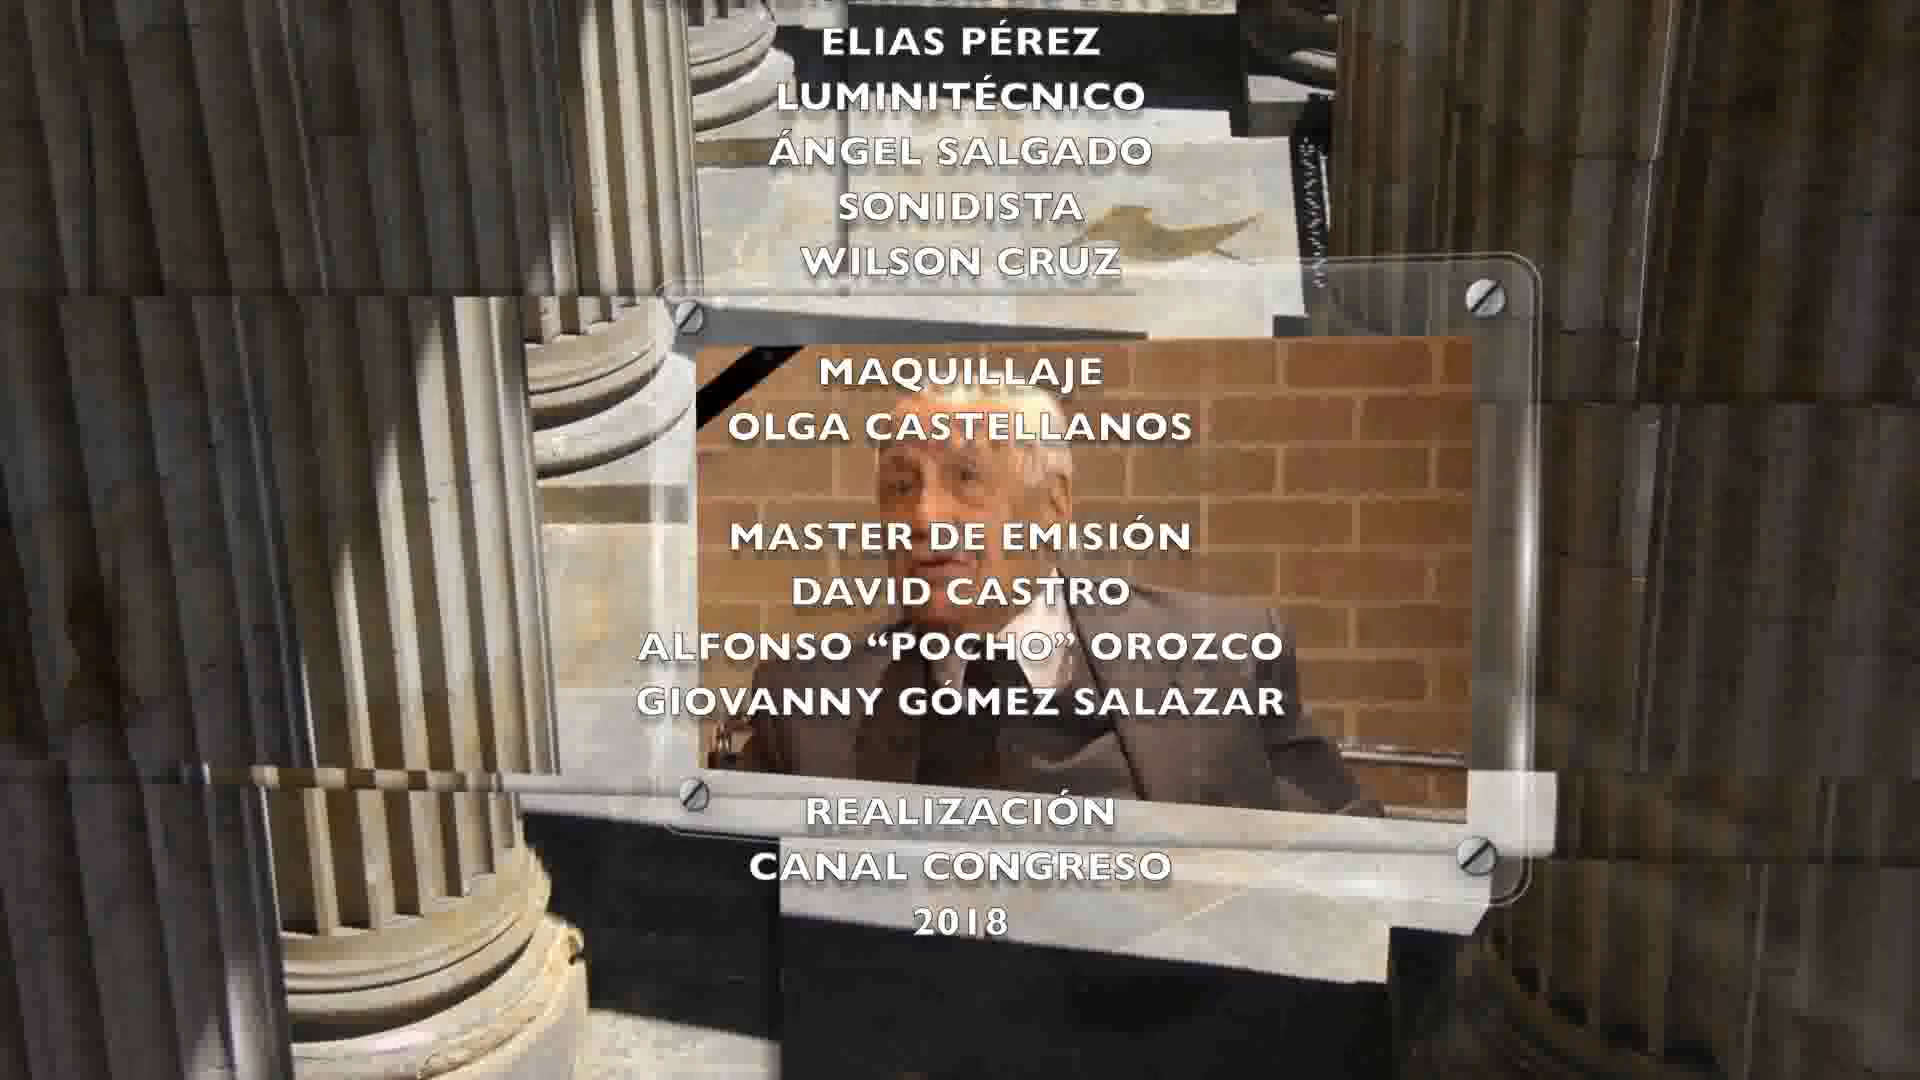 ELIAS PÉREZ
LUMINITÉCNICO
ÁNGEL SALGADO
SONIDISTA
WILSON CRUZ
MAQUILLAJE
OLGA CASTELLANOS
MASTER DE EMISIÓN
DAVID CASTRO
ALFONSO “POCHO” OROZCO
GIOVANNY GÓMEZ SALAZAR
REALIZACIÓN
CANAL CONGRESO
2018